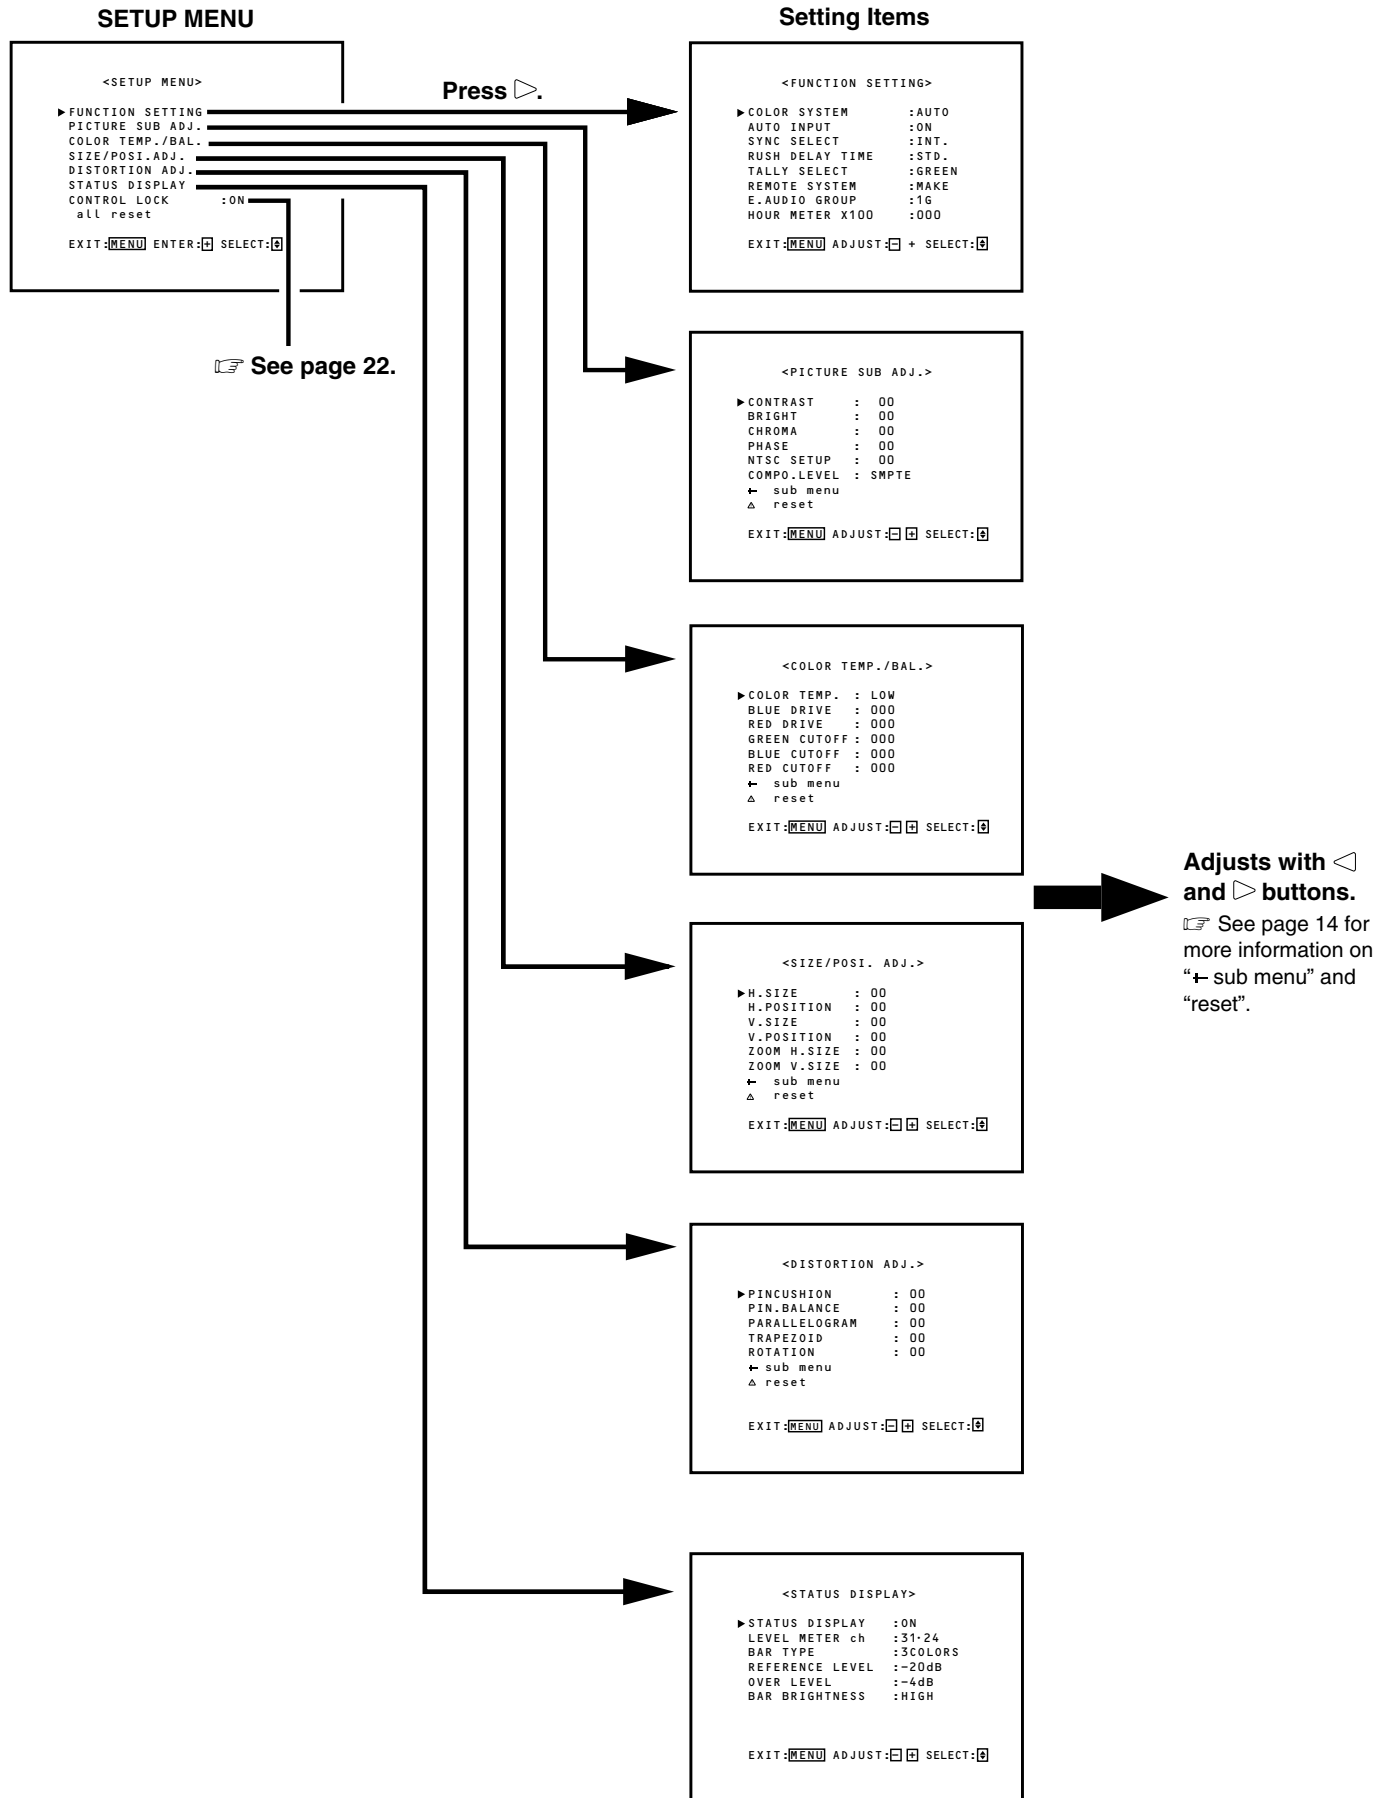 SETUP MENU
<SETUP MENU>
▶FUNCTION SETTING
PICTURE SUB ADJ.
COLOR TEMP./BAL.
SIZE/POSI.ADJ.
DISTORTION ADJ.
STATUS DISPLAY
CONTROL LOCK :ON
all reset
EXIT:MENU ENTER:+ SELECT:♦
Press ▷.
☞ See page 22.
Setting Items
<FUNCTION SETTING>
▶COLOR SYSTEM :AUTO
AUTO INPUT :ON
SYNC SELECT :INT.
RUSH DELAY TIME :STD.
TALLY SELECT :GREEN
REMOTE SYSTEM :MAKE
E.AUDIO GROUP :1G
HOUR METER X100 :000
EXIT:MENU ADJUST:- + SELECT:♦
<PICTURE SUB ADJ.>
▶CONTRAST : 00
BRIGHT : 00
CHROMA : 00
PHASE : 00
NTSC SETUP : 00
COMPO.LEVEL : SMPTE
← sub menu
△ reset
EXIT:MENU ADJUST:- + SELECT:♦
<COLOR TEMP./BAL.>
▶COLOR TEMP. : LOW
BLUE DRIVE : 000
RED DRIVE : 000
GREEN CUTOFF : 000
BLUE CUTOFF : 000
RED CUTOFF : 000
← sub menu
△ reset
EXIT:MENU ADJUST:- + SELECT:♦
<SIZE/POSI. ADJ.>
▶H.SIZE : 00
H.POSITION : 00
V.SIZE : 00
V.POSITION : 00
ZOOM H.SIZE : 00
ZOOM V.SIZE : 00
← sub menu
△ reset
EXIT:MENU ADJUST:- + SELECT:♦
<DISTORTION ADJ.>
▶PINCUSHION : 00
PIN.BALANCE : 00
PARALLELOGRAM : 00
TRAPEZOID : 00
ROTATION : 00
← sub menu
△ reset
EXIT:MENU ADJUST:- + SELECT:♦
<STATUS DISPLAY>
▶STATUS DISPLAY :ON
LEVEL METER ch :31·24
BAR TYPE :3COLORS
REFERENCE LEVEL :-20dB
OVER LEVEL :-4dB
BAR BRIGHTNESS :HIGH
EXIT:MENU ADJUST:- + SELECT:♦
Adjusts with ◁
and ▷ buttons.
☞ See page 14 for
more information on
“← sub menu” and
“reset”.